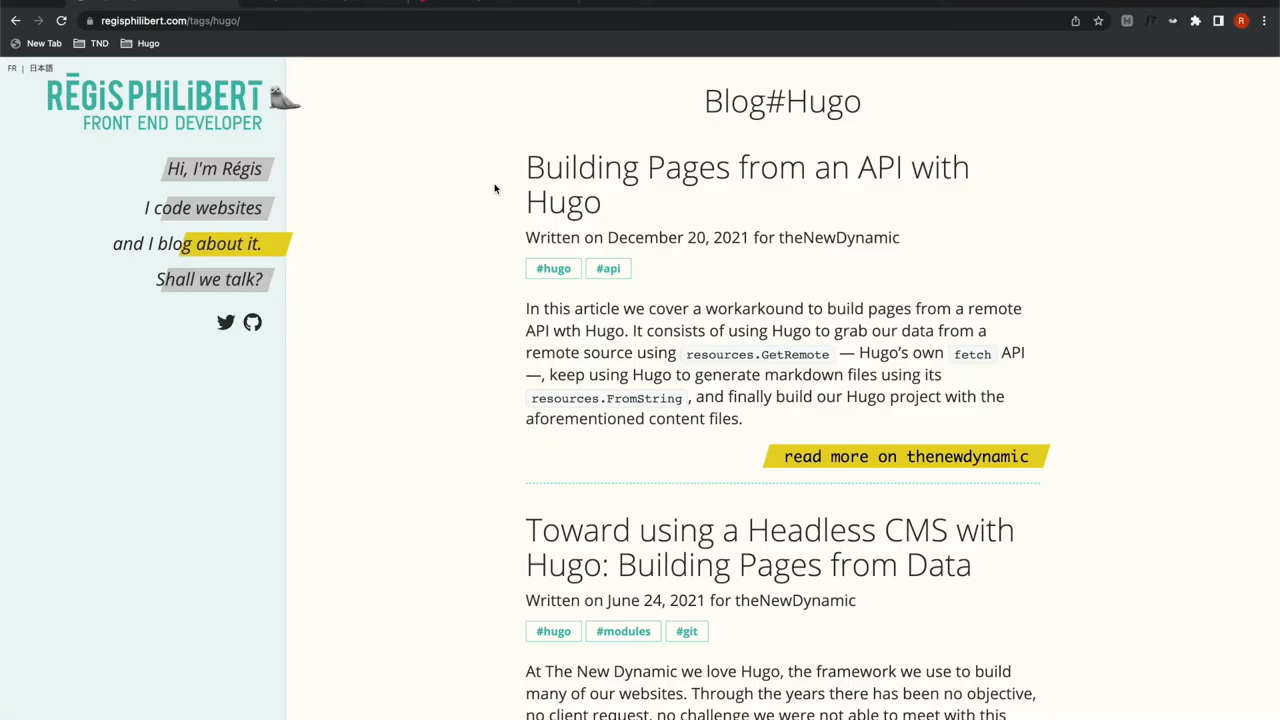 regisphilibert.com/tags/hugo/
R
New Tab
TND
Hugo
FR | 日本語
RĒGiS PHiLiBERT
FRONT END DEVELOPER
Hi, I'm Régis
I code websites
and I blog about it.
Shall we talk?
Blog#Hugo
Building Pages from an API with
Hugo
Written on December 20, 2021 for theNewDynamic
#hugo
#api
In this article we cover a workarkound to build pages from a remote
API wth Hugo. It consists of using Hugo to grab our data from a
remote source using resources.GetRemote — Hugo’s own fetch API
—, keep using Hugo to generate markdown files using its
resources.FromString, and finally build our Hugo project with the
aforementioned content files.
read more on thenewdynamic
Toward using a Headless CMS with
Hugo: Building Pages from Data
Written on June 24, 2021 for theNewDynamic
#hugo
#modules
#git
At The New Dynamic we love Hugo, the framework we use to build
many of our websites. Through the years there has been no objective,
no client request, no challenge we were not able to meet with this